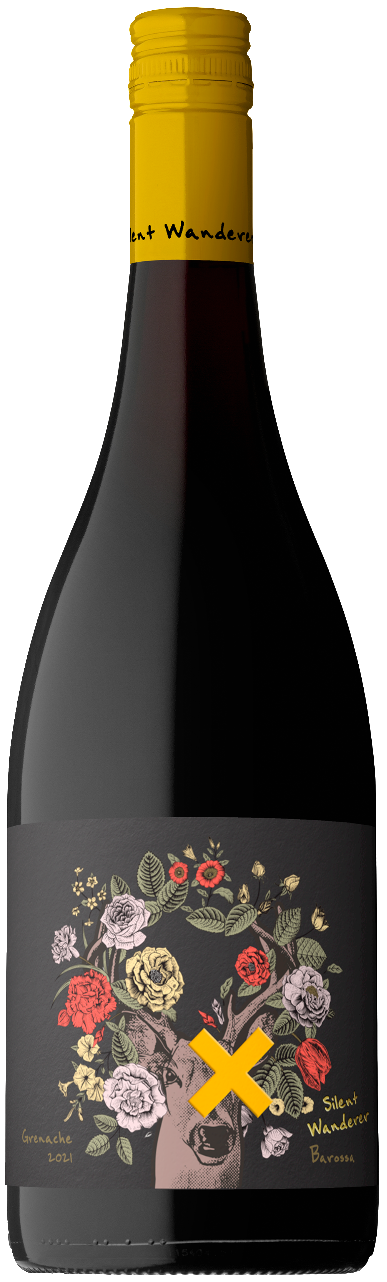 Silent Wanderer
Grenache
2021
Silent
Wanderer
Barossa